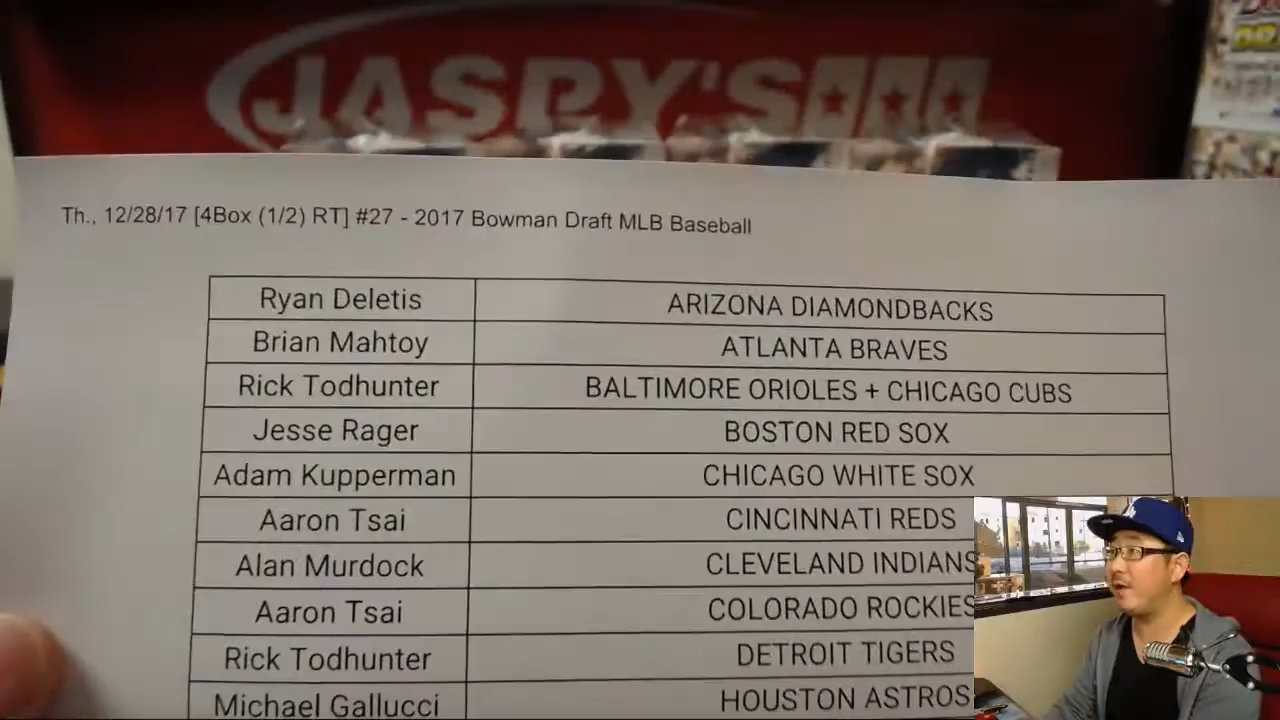 JASPY'S
Th., 12/28/17 [4Box (1/2) RT] #27 - 2017 Bowman Draft MLB Baseball
Ryan Deletis ARIZONA DIAMONDBACKS
Brian Mahtoy ATLANTA BRAVES
Rick Todhunter BALTIMORE ORIOLES + CHICAGO CUBS
Jesse Rager BOSTON RED SOX
Adam Kupperman CHICAGO WHITE SOX
Aaron Tsai CINCINNATI REDS
Alan Murdock CLEVELAND INDIANS
Aaron Tsai COLORADO ROCKIES
Rick Todhunter DETROIT TIGERS
Michael Gallucci HOUSTON ASTROS